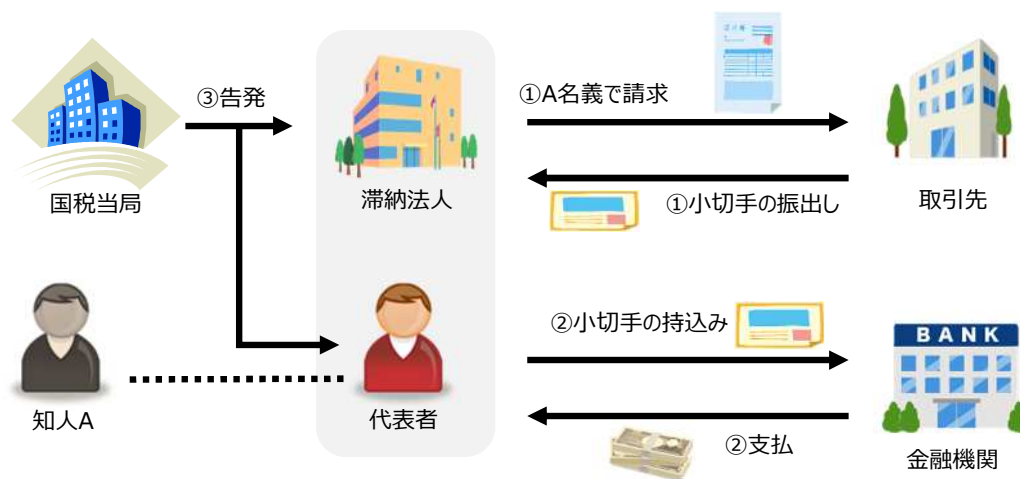 ③告発
①A名義で請求
国税当局
滞納法人
取引先
①小切手の振出し
②小切手の持込み
BANK
知人A
代表者
②支払
金融機関